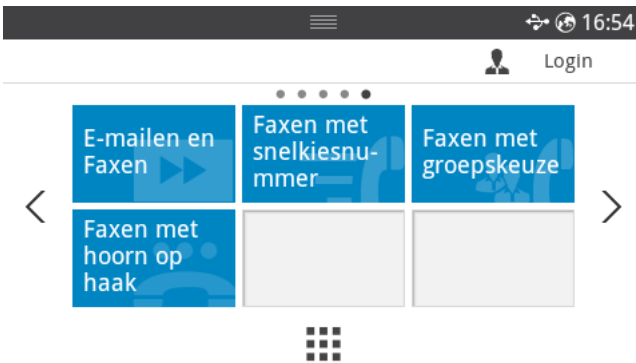 16:54
Login
E-mailen en
Faxen
Faxen met
snelkiesnu-
mmer
Faxen met
groepskeuze
Faxen met
hoorn op
haak